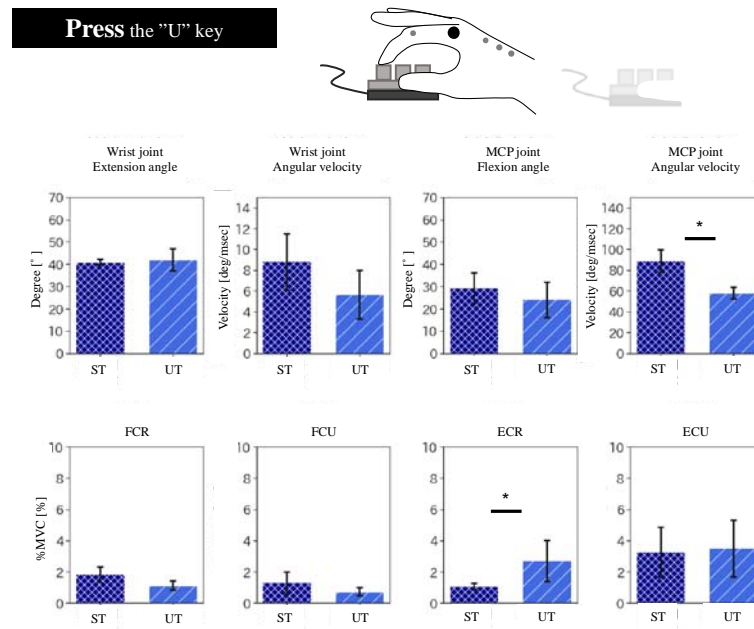 Press the ”U” key
Wrist joint
Extension angle
Wrist joint
Angular velocity
MCP joint
Flexion angle
MCP joint
Angular velocity
Degree [˚]
70
60
50
40
30
20
10
0
ST UT
Velocity [deg/msec]
14
12
10
8
6
4
2
0
ST UT
Degree [˚]
70
60
50
40
30
20
10
0
ST UT
Velocity [deg/msec]
140
120
100
80
60
40
20
0
*
ST UT
FCR
%MVC [%]
10
8
6
4
2
0
ST UT
FCU
10
8
6
4
2
0
ST UT
ECR
10
8
6
4
2
0
*
ST UT
ECU
10
8
6
4
2
0
ST UT